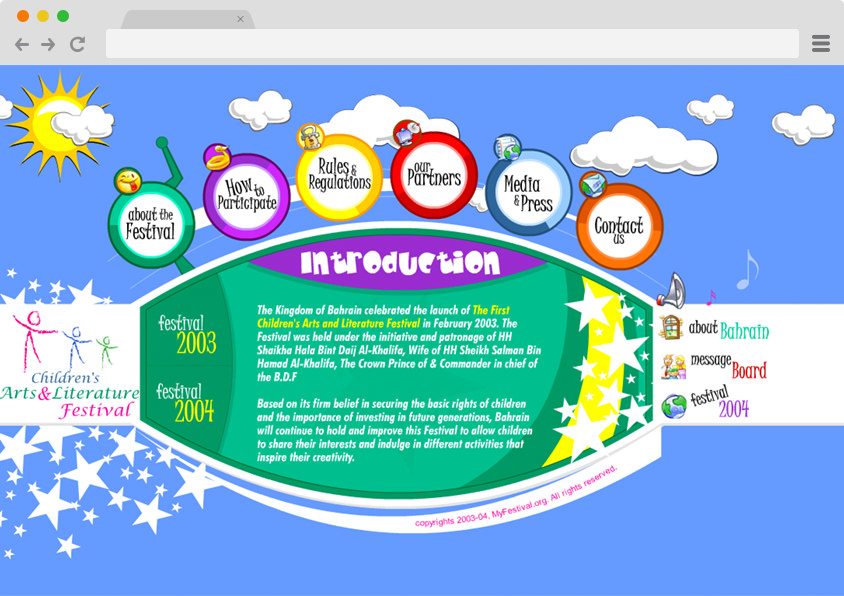 about the
Festival
How to
Participate
Rules &
Regulations
our
Partners
Media
& Press
Contact
us
Introduction
festival
2003
festival
2004
The Kingdom of Bahrain celebrated the launch of The First
Children's Arts and Literature Festival in February 2003. The
Festival was held under the initiative and patronage of HH
Shaikha Hala Bint Daij Al-Khalifa, Wife of HH Sheikh Salman Bin
Hamad Al-Khalifa, The Crown Prince of & Commander in chief of
the B.D.F
Based on its firm belief in securing the basic rights of children
and the importance of investing in future generations, Bahrain
will continue to hold and improve this Festival to allow children
to share their interests and indulge in different activities that
inspire their creativity.
Children's
Arts & Literature
Festival
about Bahrain
message Board
festival 2004
copyrights 2003-04, MyFestival.org. All rights reserved.